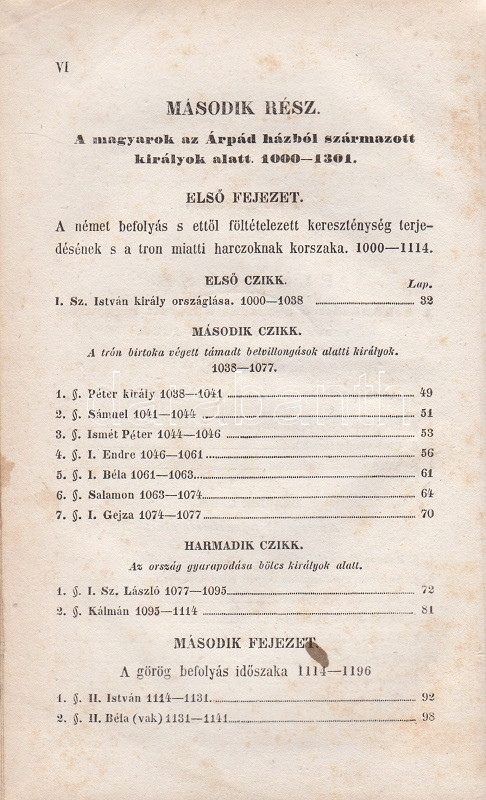 VI
MÁSODIK RÉSZ.
A magyarok az Árpád házból származott
királyok alatt. 1000—1301.
ELSŐ FEJEZET.
A német befolyás s ettől föltételezett kereszténység terje-
désének s a tron miatti harczoknak korszaka. 1000—1114.
ELSŐ CZIKK.
Lap.
I. Sz. István király országlása. 1000—1038 32
MÁSODIK CZIKK.
A trón birtoka végett támadt belvillongások alatti királyok.
1038—1077.
1. §. Péter király 1038—1041 49
2. §. Sámuel 1041—1044 51
3. §. Ismét Péter 1044—1046 53
4. §. I. Endre 1046—1061 56
5. §. I. Béla 1061—1063 61
6. §. Salamon 1063—1074 64
7. §. I. Gejza 1074—1077 70
HARMADIK CZIKK.
Az ország gyarapodása bölcs királyok alatt.
1. §. I. Sz. László 1077—1095 72
2. §. Kálmán 1095—1114 81
MÁSODIK FEJEZET.
A görög befolyás időszaka 1114—1196
1. §. II. István 1114—1131 92
2. §. II. Béla (vak) 1131—1141 98